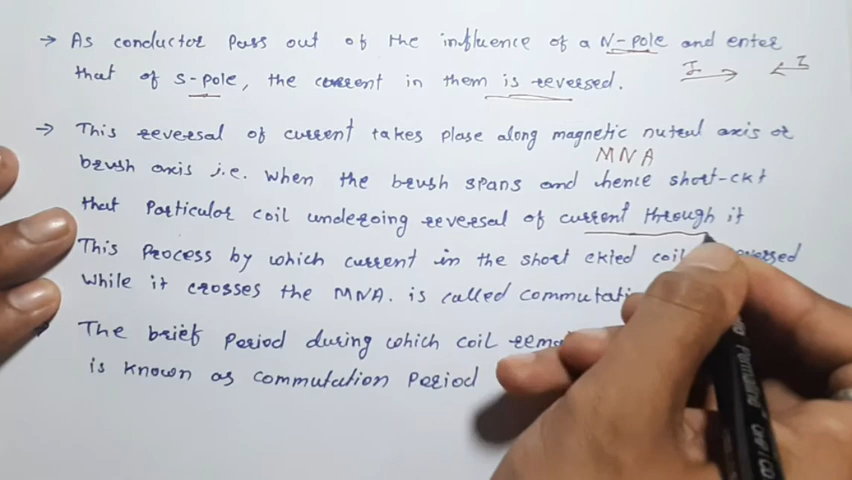 → As conductor Pass out of the influence of a N-Pole and enter
that of S-Pole, the current in them is reversed. I I
→ This reversal of current takes plase along magnetic nutrul axis or
MNA
brush axis i.e. When the brush spans and hence short-ckt
that Particular coil undergoing reversal of current through it
This Process by which current in the short ckted coil
While it crosses the MNA. is called
→ The brief Period during which coil
is known as commutation Period